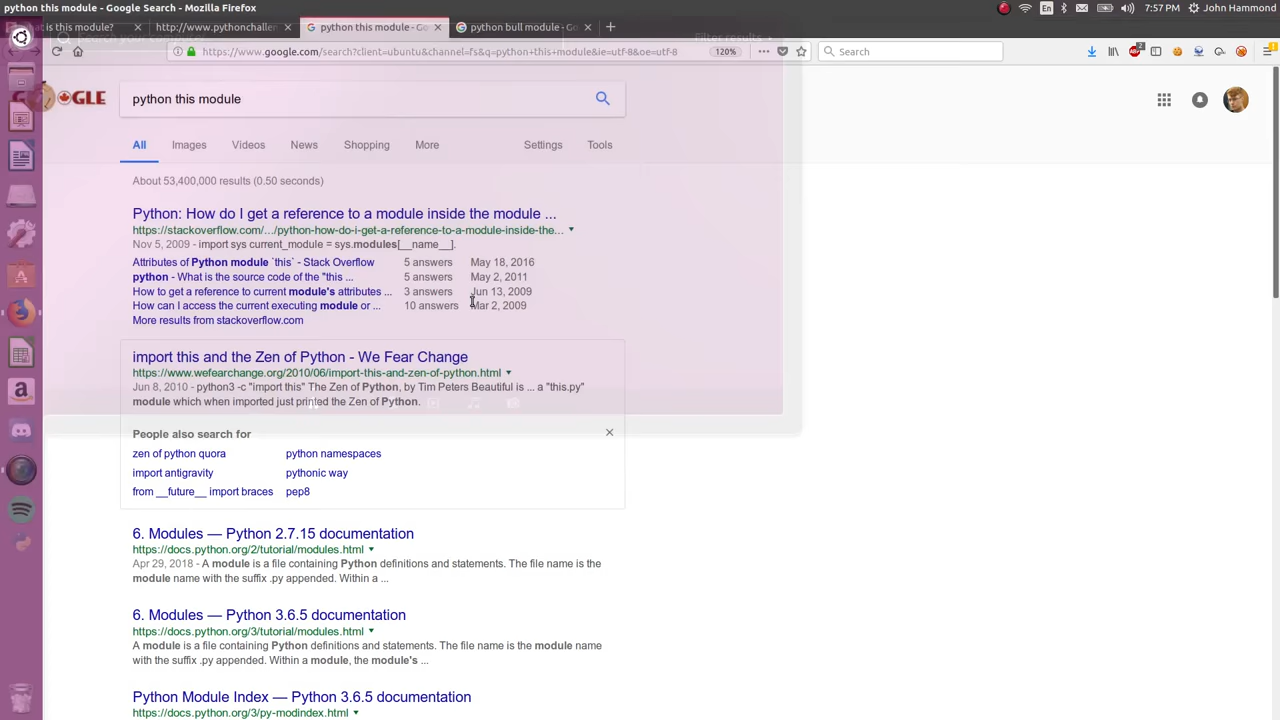 python this module
7:57
John Hammond
is this module?
http://www.pythonchallen
python this module - Go
python bull module - Go
https://www.google.com/search?client=ubuntu&channel=fs&q=python+this+module&ie=utf-8&oe=utf-8
120%
Search
Filter results
GOOGLE
python this module
All Images Videos News Shopping More Settings Tools
About 53,400,000 results (0.50 seconds)
Python: How do I get a reference to a module inside the module ...
https://stackoverflow.com/.../python-how-do-i-get-a-reference-to-a-module-inside-the...
Nov 5, 2009 - import sys current_module = sys.modules[__name__].
Attributes of Python module `this` - Stack Overflow 5 answers May 18, 2016
python - What is the source code of the "this ... 5 answers May 2, 2011
How to get a reference to current module's attributes ... 3 answers Jun 13, 2009
How can I access the current executing module or ... 10 answers Mar 2, 2009
More results from stackoverflow.com
import this and the Zen of Python - We Fear Change
https://www.wefearchange.org/2010/06/import-this-and-zen-of-python.html
Jun 8, 2010 - python3 -c "import this" The Zen of Python, by Tim Peters Beautiful is ... a "this.py"
module which when imported just printed the Zen of Python.
People also search for
zen of python quora python namespaces
import antigravity pythonic way
from __future__ import braces pep8
6. Modules — Python 2.7.15 documentation
https://docs.python.org/2/tutorial/modules.html
Apr 29, 2018 - A module is a file containing Python definitions and statements. The file name is the
module name with the suffix .py appended. Within a ...
6. Modules — Python 3.6.5 documentation
https://docs.python.org/3/tutorial/modules.html
A module is a file containing Python definitions and statements. The file name is the module name
with the suffix .py appended. Within a module, the module's ...
Python Module Index — Python 3.6.5 documentation
https://docs.python.org/3/py-modindex.html